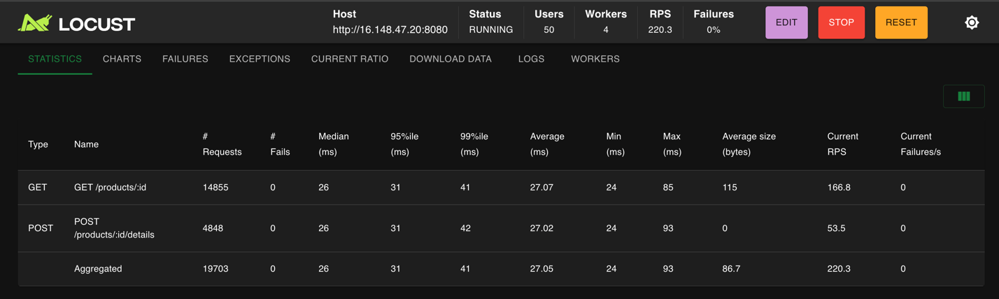 LOCUST
Host
http://16.148.47.20:8080
Status
RUNNING
Users
50
Workers
4
RPS
220.3
Failures
0%
EDIT
STOP
RESET
STATISTICS CHARTS FAILURES EXCEPTIONS CURRENT RATIO DOWNLOAD DATA LOGS WORKERS
Type Name # Requests # Fails Median (ms) 95%ile (ms) 99%ile (ms) Average (ms) Min (ms) Max (ms) Average size (bytes) Current RPS Current Failures/s
GET GET /products/:id 14855 0 26 31 41 27.07 24 85 115 166.8 0
POST POST /products/:id/details 4848 0 26 31 42 27.02 24 93 0 53.5 0
Aggregated 19703 0 26 31 41 27.05 24 93 86.7 220.3 0